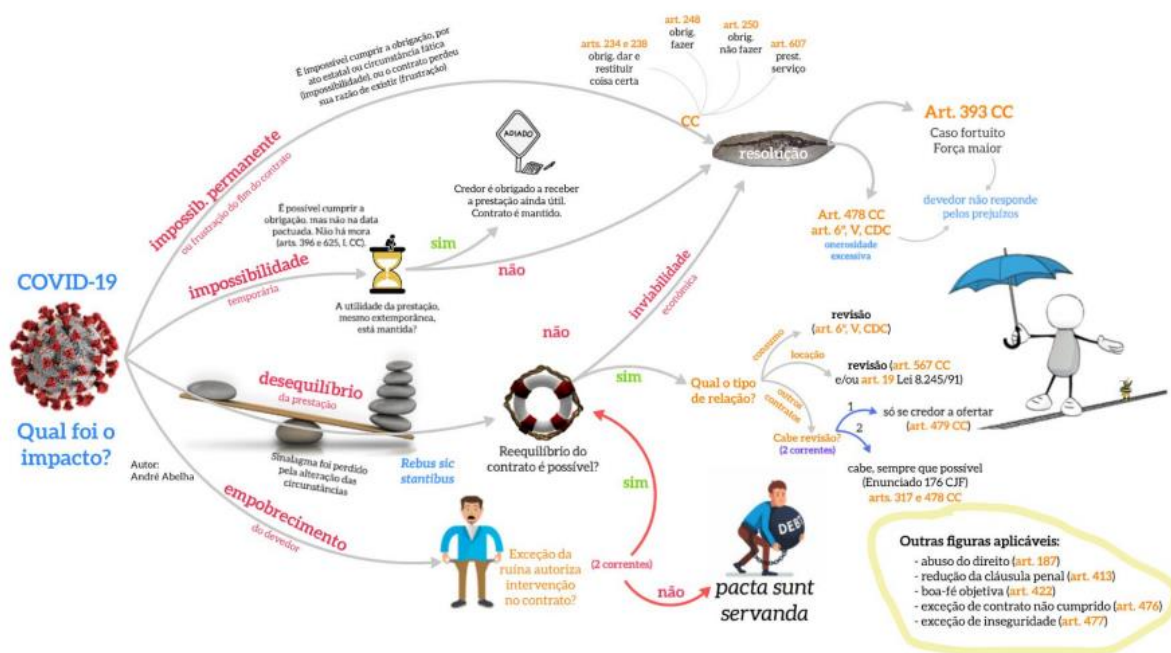 É impossível cumprir a obrigação, por
ato estatal ou circunstância fática
(impossibilidade), ou o contrato perdeu
sua razão de existir (frustração)
impossib. permanente
ou frustração do fim do contrato
arts. 234 e 238
obrig. dar e
restituir
coisa certa
art. 248
obrig.
fazer
art. 250
obrig.
não fazer
art. 607
prest.
serviço
CC
resolução
Art. 393 CC
Caso fortuito
Força maior
devedor não responde
pelos prejuízos
Art. 478 CC
art. 6º, V, CDC
onerosidade
excessiva
ADIADO
Credor é obrigado a receber
a prestação ainda útil.
Contrato é mantido.
É possível cumprir a
obrigação, mas não na data
pactuada. Não há mora
(arts. 396 e 625, I, CC).
sim
não
impossibilidade
temporária
A utilidade da prestação,
mesmo extemporânea,
está mantida?
COVID-19
Qual foi o
impacto?
Autor:
André Abelha
desequilíbrio
da prestação
Sinalagma foi perdido
pela alteração das
circunstâncias
Rebus sic
stantibus
não
inviabilidade
econômica
Reequilíbrio do
contrato é possível?
sim
Qual o tipo
de relação?
consumo
revisão
(art. 6º, V, CDC)
locação
revisão (art. 567 CC
e/ou art. 19 Lei 8.245/91)
outros
contratos
Cabe revisão?
(2 correntes)
1
só se credor a ofertar
(art. 479 CC)
2
cabe, sempre que possível
(Enunciado 176 CJF)
arts. 317 e 478 CC
empobrecimento
do devedor
Exceção da
ruína autoriza
intervenção
no contrato?
sim
(2 correntes)
não
DEBT
pacta sunt
servanda
Outras figuras aplicáveis:
- abuso do direito (art. 187)
- redução da cláusula penal (art. 413)
- boa-fé objetiva (art. 422)
- exceção de contrato não cumprido (art. 476)
- exceção de inseguridade (art. 477)